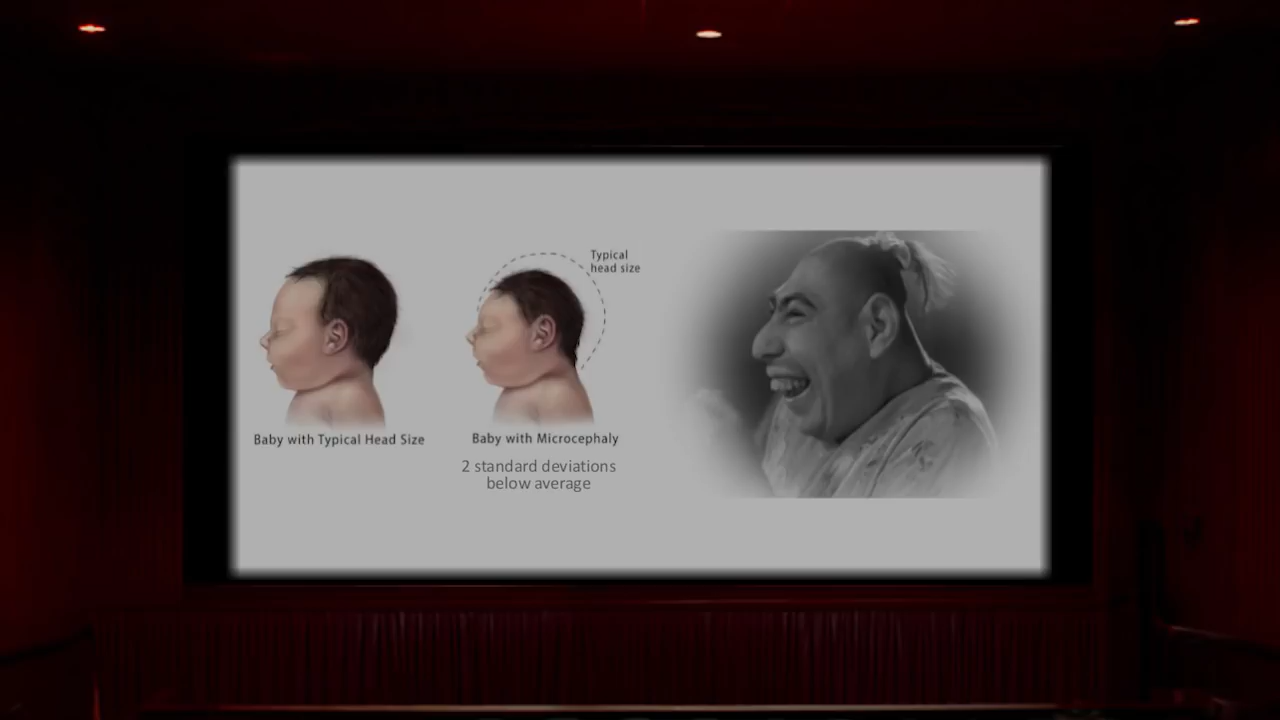 Typical
head size
Baby with Typical Head Size
Baby with Microcephaly
2 standard deviations
below average